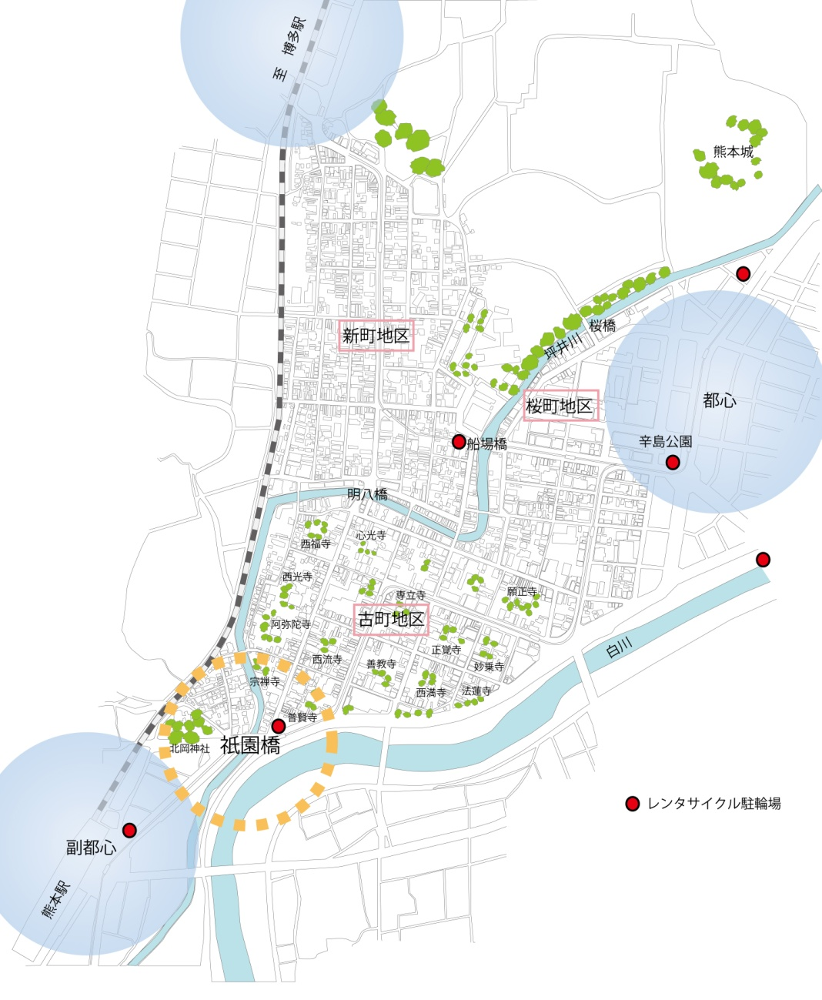 至 博多駅
熊本城
桜橋
新町地区
坪井川
都心
桜町地区
辛島公園
船場橋
明八橋
心光寺
西福寺
西光寺
専立寺
願正寺
古町地区
阿弥陀寺
正覚寺
白川
西流寺
善教寺
妙乗寺
宗禅寺
西満寺
法蓮寺
普賢寺
祇園橋
北岡神社
レンタサイクル駐輪場
副都心
熊本駅